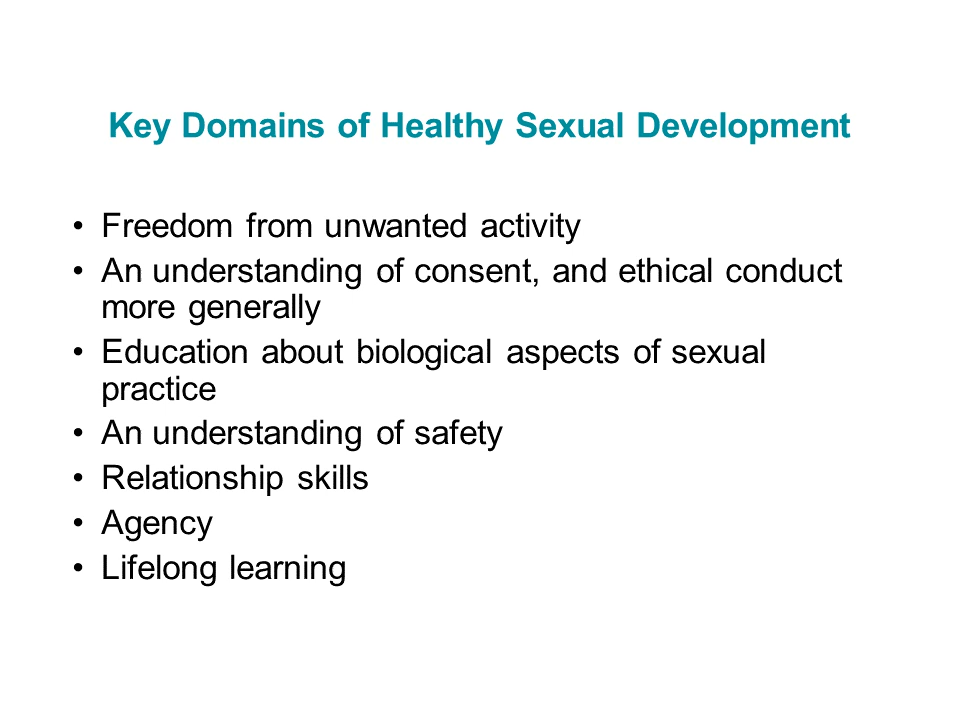 Key Domains of Healthy Sexual Development
• Freedom from unwanted activity
• An understanding of consent, and ethical conduct
more generally
• Education about biological aspects of sexual
practice
• An understanding of safety
• Relationship skills
• Agency
• Lifelong learning